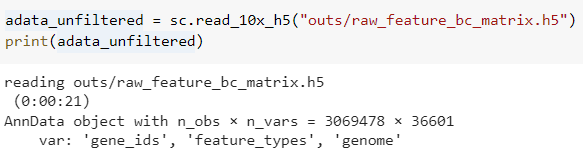 adata_unfiltered = sc.read_10x_h5("outs/raw_feature_bc_matrix.h5")
print(adata_unfiltered)
reading outs/raw_feature_bc_matrix.h5
 (0:00:21)
AnnData object with n_obs × n_vars = 3069478 × 36601
    var: 'gene_ids', 'feature_types', 'genome'